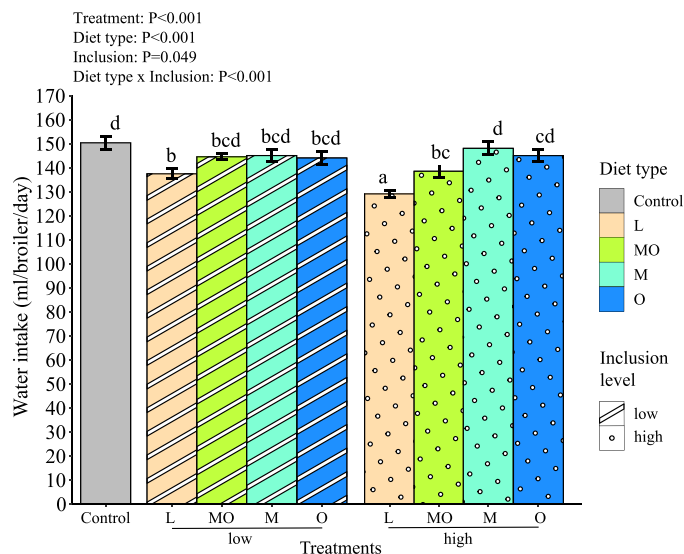 Treatment: P<0.001
Diet type: P<0.001
Inclusion: P=0.049
Diet type x Inclusion: P<0.001
Water intake (ml/broiler/day)
170
160
150
140
130
120
110
100
90
80
70
60
50
40
30
20
10
0
d
b
bcd
bcd
bcd
a
bc
d
cd
Control
L
MO
M
O
L
MO
M
O
low
high
Treatments
Diet type
Control
L
MO
M
O
Inclusion
level
low
high